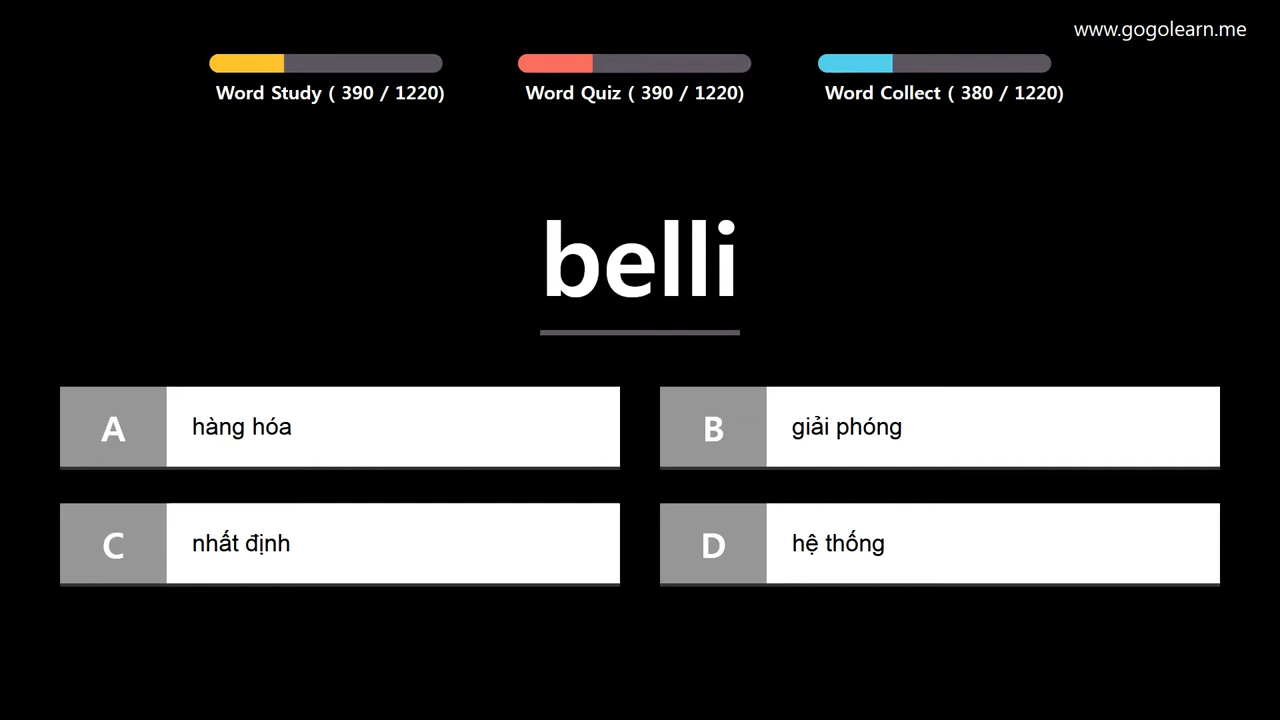 www.gogolearn.me
Word Study ( 390 / 1220)
Word Quiz ( 390 / 1220)
Word Collect ( 380 / 1220)
belli
A hàng hóa
B giải phóng
C nhất định
D hệ thống